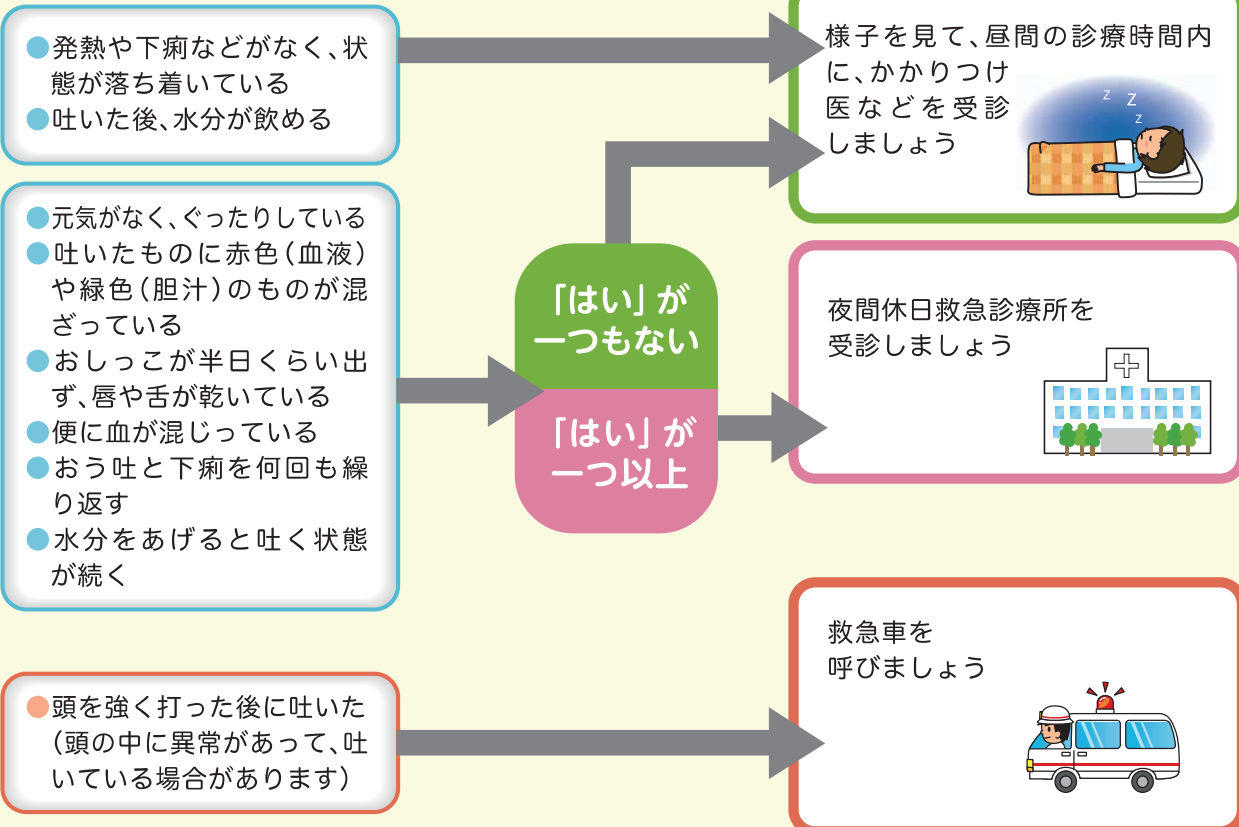 ●発熱や下痢などがなく、状
態が落ち着いている
●吐いた後、水分が飲める
●元気がなく、ぐったりしている
●吐いたものに赤色（血液）
や緑色（胆汁）のものが混
ざっている
●おしっこが半日くらい出
ず、唇や舌が乾いている
●便に血が混じっている
●おう吐と下痢を何回も繰
り返す
●水分をあげると吐く状態
が続く
●頭を強く打った後に吐いた
（頭の中に異常があって、吐
いている場合があります）
「はい」が
一つもない
「はい」が
一つ以上
様子を見て、昼間の診療時間内
に、かかりつけ
医などを受診
しましょう
z Z z
夜間休日救急診療所を
受診しましょう
救急車を
呼びましょう